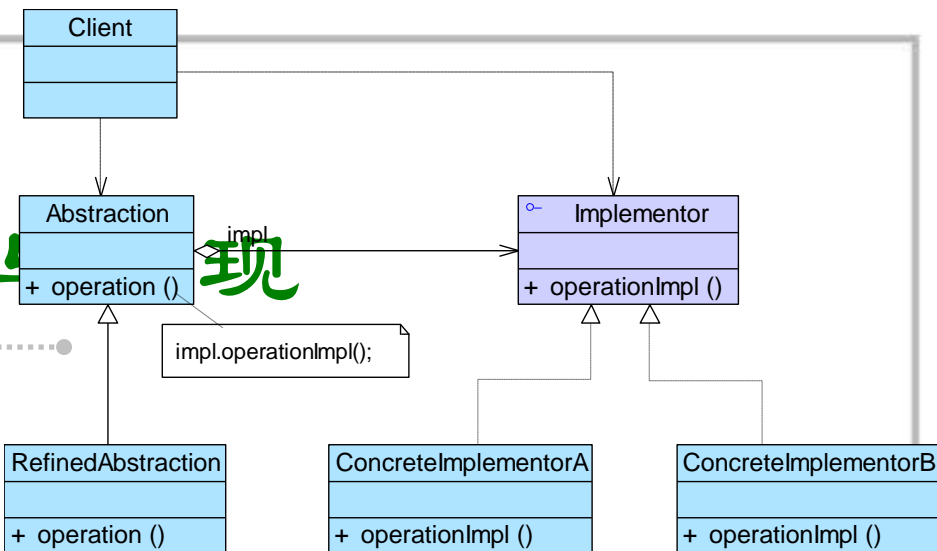 Client
Abstraction
+ operation ()
impl
Implementor
+ operationImpl ()
现
impl.operationImpl();
RefinedAbstraction
+ operation ()
ConcreteImplementorA
+ operationImpl ()
ConcreteImplementorB
+ operationImpl ()